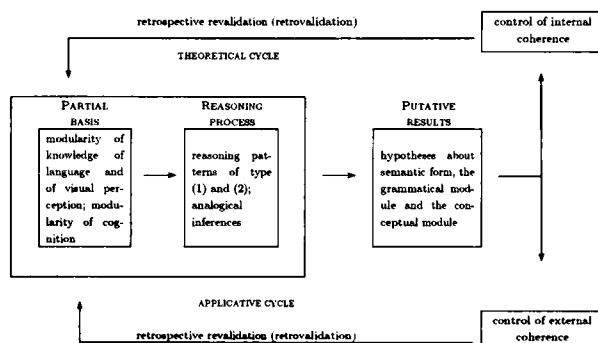 retrospective revalidation (retrovalidation)
control of internal
coherence
THEORETICAL CYCLE
PARTIAL
BASIS
modularity of
knowledge of
language and
of visual per-
ception; modu-
larity of cog-
nition
REASONING
PROCESS
reasoning pat-
terns of type
(1) and (2);
analogical
inferences
PUTATIVE
RESULTS
hypotheses about
semantic form, the
grammatical mod-
ule and the con-
ceptual module
APPLICATIVE CYCLE
retrospective revalidation (retrovalidation)
control of external
coherence